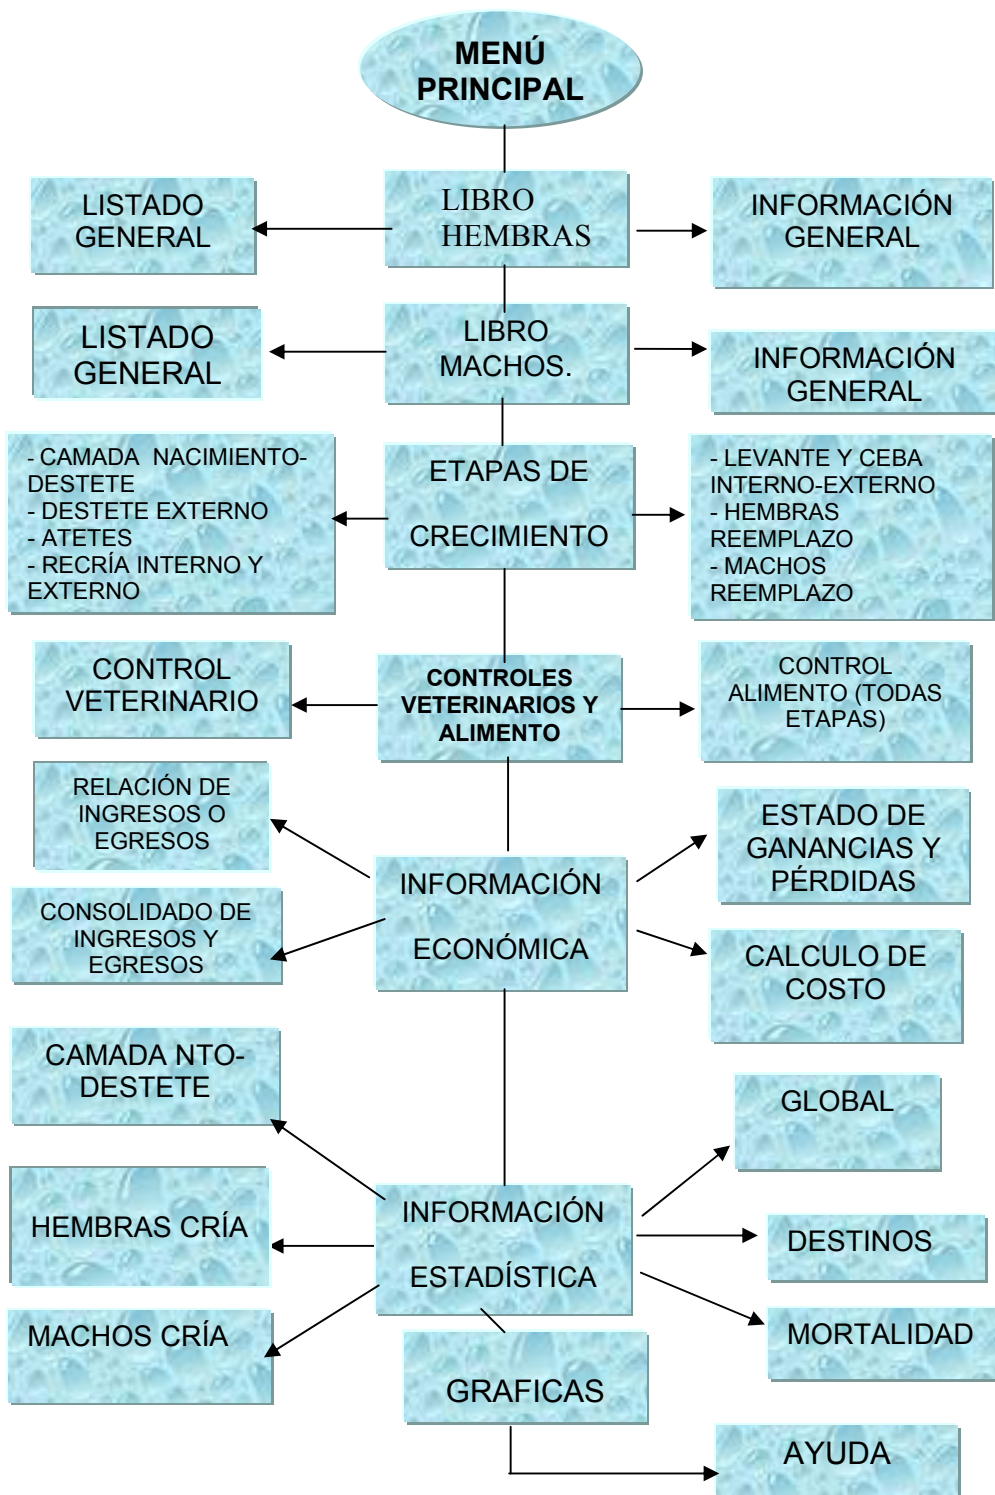 MENÚ
PRINCIPAL
LISTADO
GENERAL
LIBRO
HEMBRAS
INFORMACIÓN
GENERAL
LISTADO
GENERAL
LIBRO
MACHOS.
INFORMACIÓN
GENERAL
- CAMADA NACIMIENTO-
DESTETE
- DESTETE EXTERNO
- ATETES
- RECRÍA INTERNO Y
EXTERNO
ETAPAS DE
CRECIMIENTO
- LEVANTE Y CEBA
INTERNO-EXTERNO
- HEMBRAS
REEMPLAZO
- MACHOS
REEMPLAZO
CONTROL
VETERINARIO
CONTROLES
VETERINARIOS Y
ALIMENTO
CONTROL
ALIMENTO (TODAS
ETAPAS)
RELACIÓN DE
INGRESOS O
EGRESOS
CONSOLIDADO DE
INGRESOS Y
EGRESOS
INFORMACIÓN
ECONÓMICA
ESTADO DE
GANANCIAS Y
PÉRDIDAS
CALCULO DE
COSTO
CAMADA NTO-
DESTETE
HEMBRAS CRÍA
MACHOS CRÍA
INFORMACIÓN
ESTADÍSTICA
GLOBAL
DESTINOS
MORTALIDAD
GRAFICAS
AYUDA